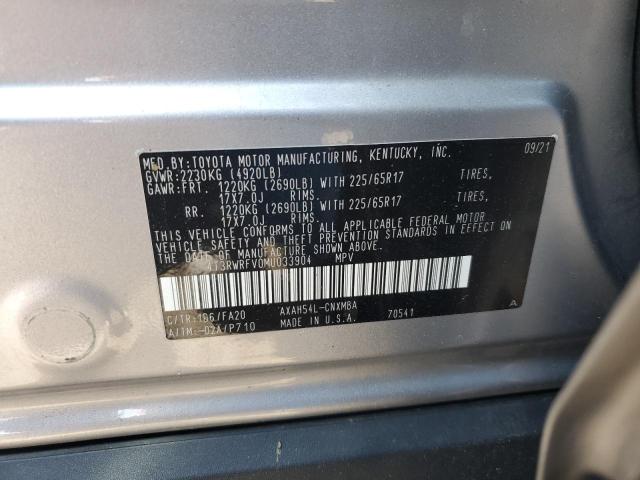 MFD.BY:TOYOTA MOTOR MANUFACTURING, KENTUCKY, INC. 09/21
GVWR:2230KG (4920LB)
GAWR:FRT. 1220KG (2690LB) WITH 225/65R17 TIRES,
17X7.0J RIMS.
RR. 1220KG (2690LB) WITH 225/65R17 TIRES,
17X7.0J RIMS.
THIS VEHICLE CONFORMS TO ALL APPLICABLE FEDERAL MOTOR
VEHICLE SAFETY AND THEFT PREVENTION STANDARDS IN EFFECT ON
THE DATE OF MANUFACTURE SHOWN ABOVE.
4T3RWRFV0MU033904 MPV
C/TR:1G6/FA20 AXAH54L-CNXMBA
A/TM:-02A/P710 MADE IN U.S.A. 70541 A